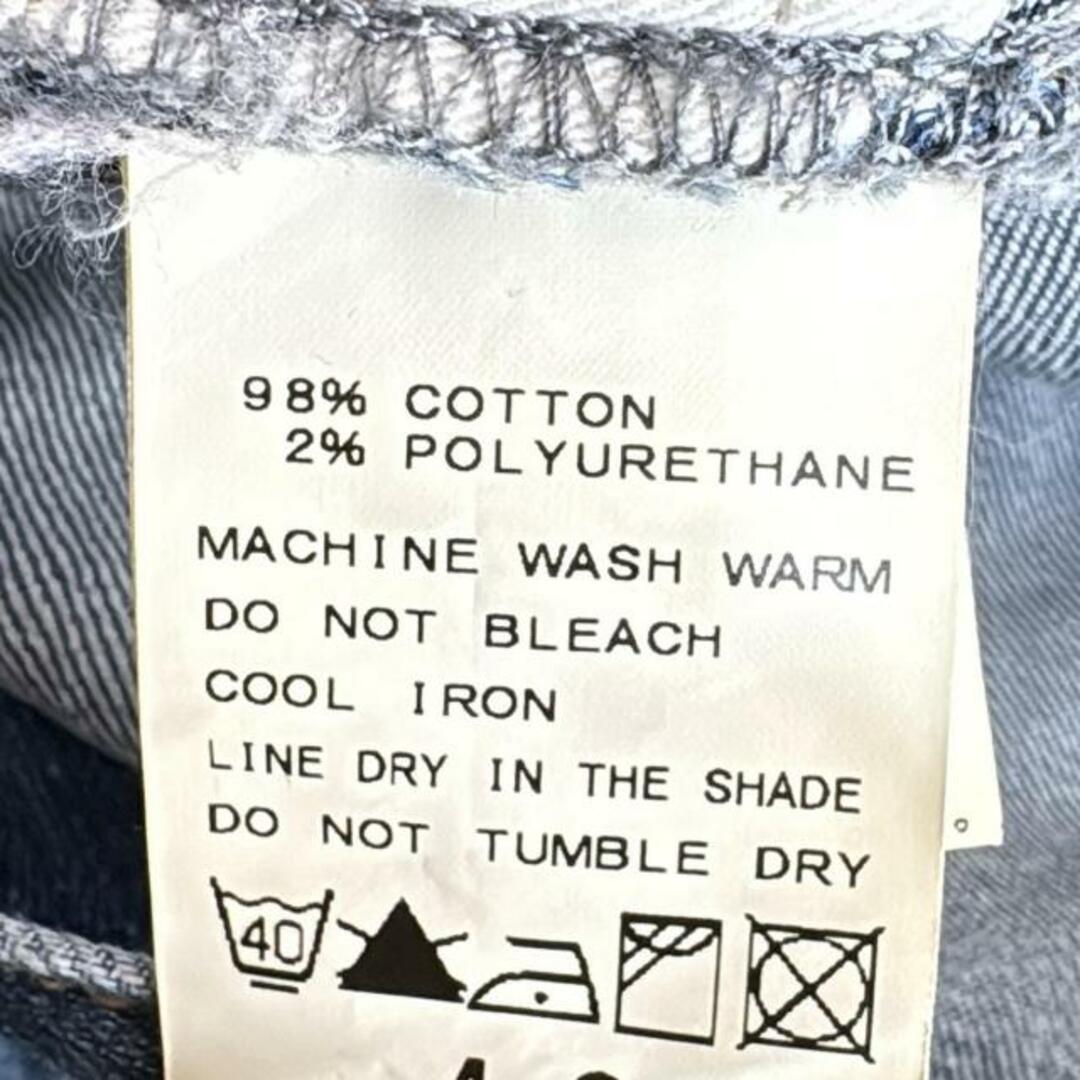 98% COTTON
2% POLYURETHANE
MACHINE WASH WARM
DO NOT BLEACH
COOL IRON
LINE DRY IN THE SHADE
DO NOT TUMBLE DRY
40